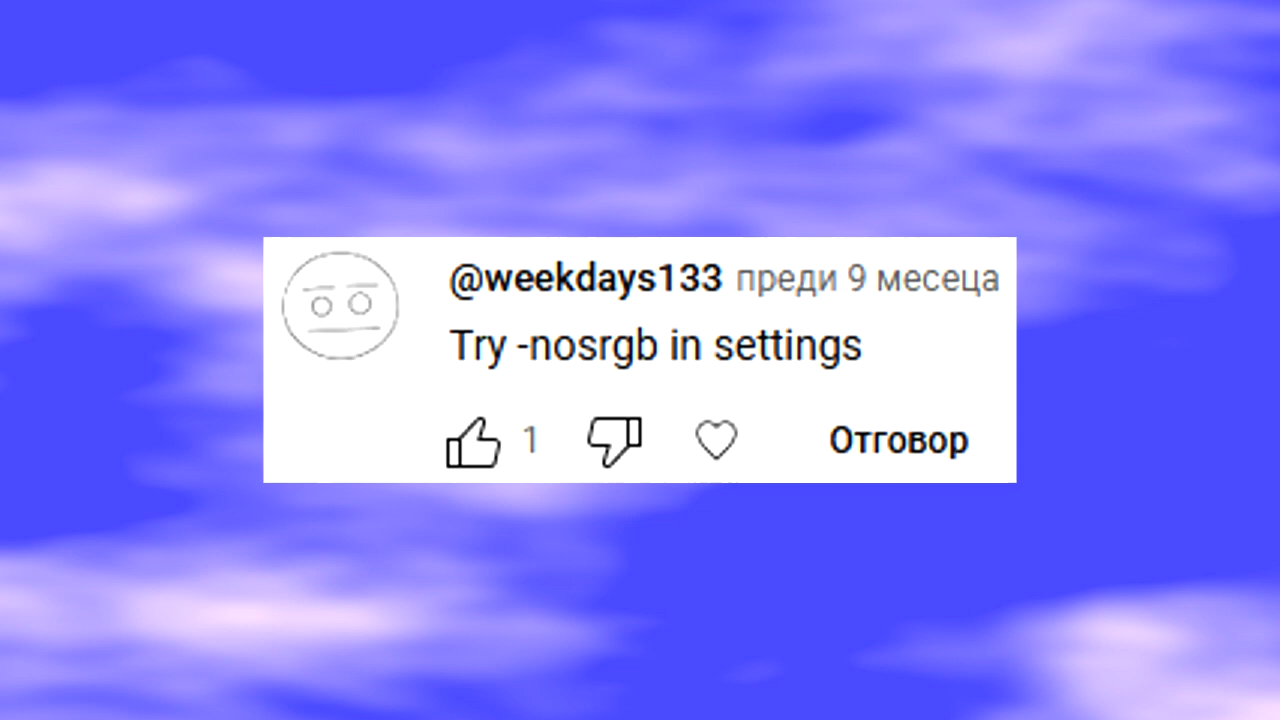 @weekdays133 преди 9 месеца
Try -nosrgb in settings
1 Отговор